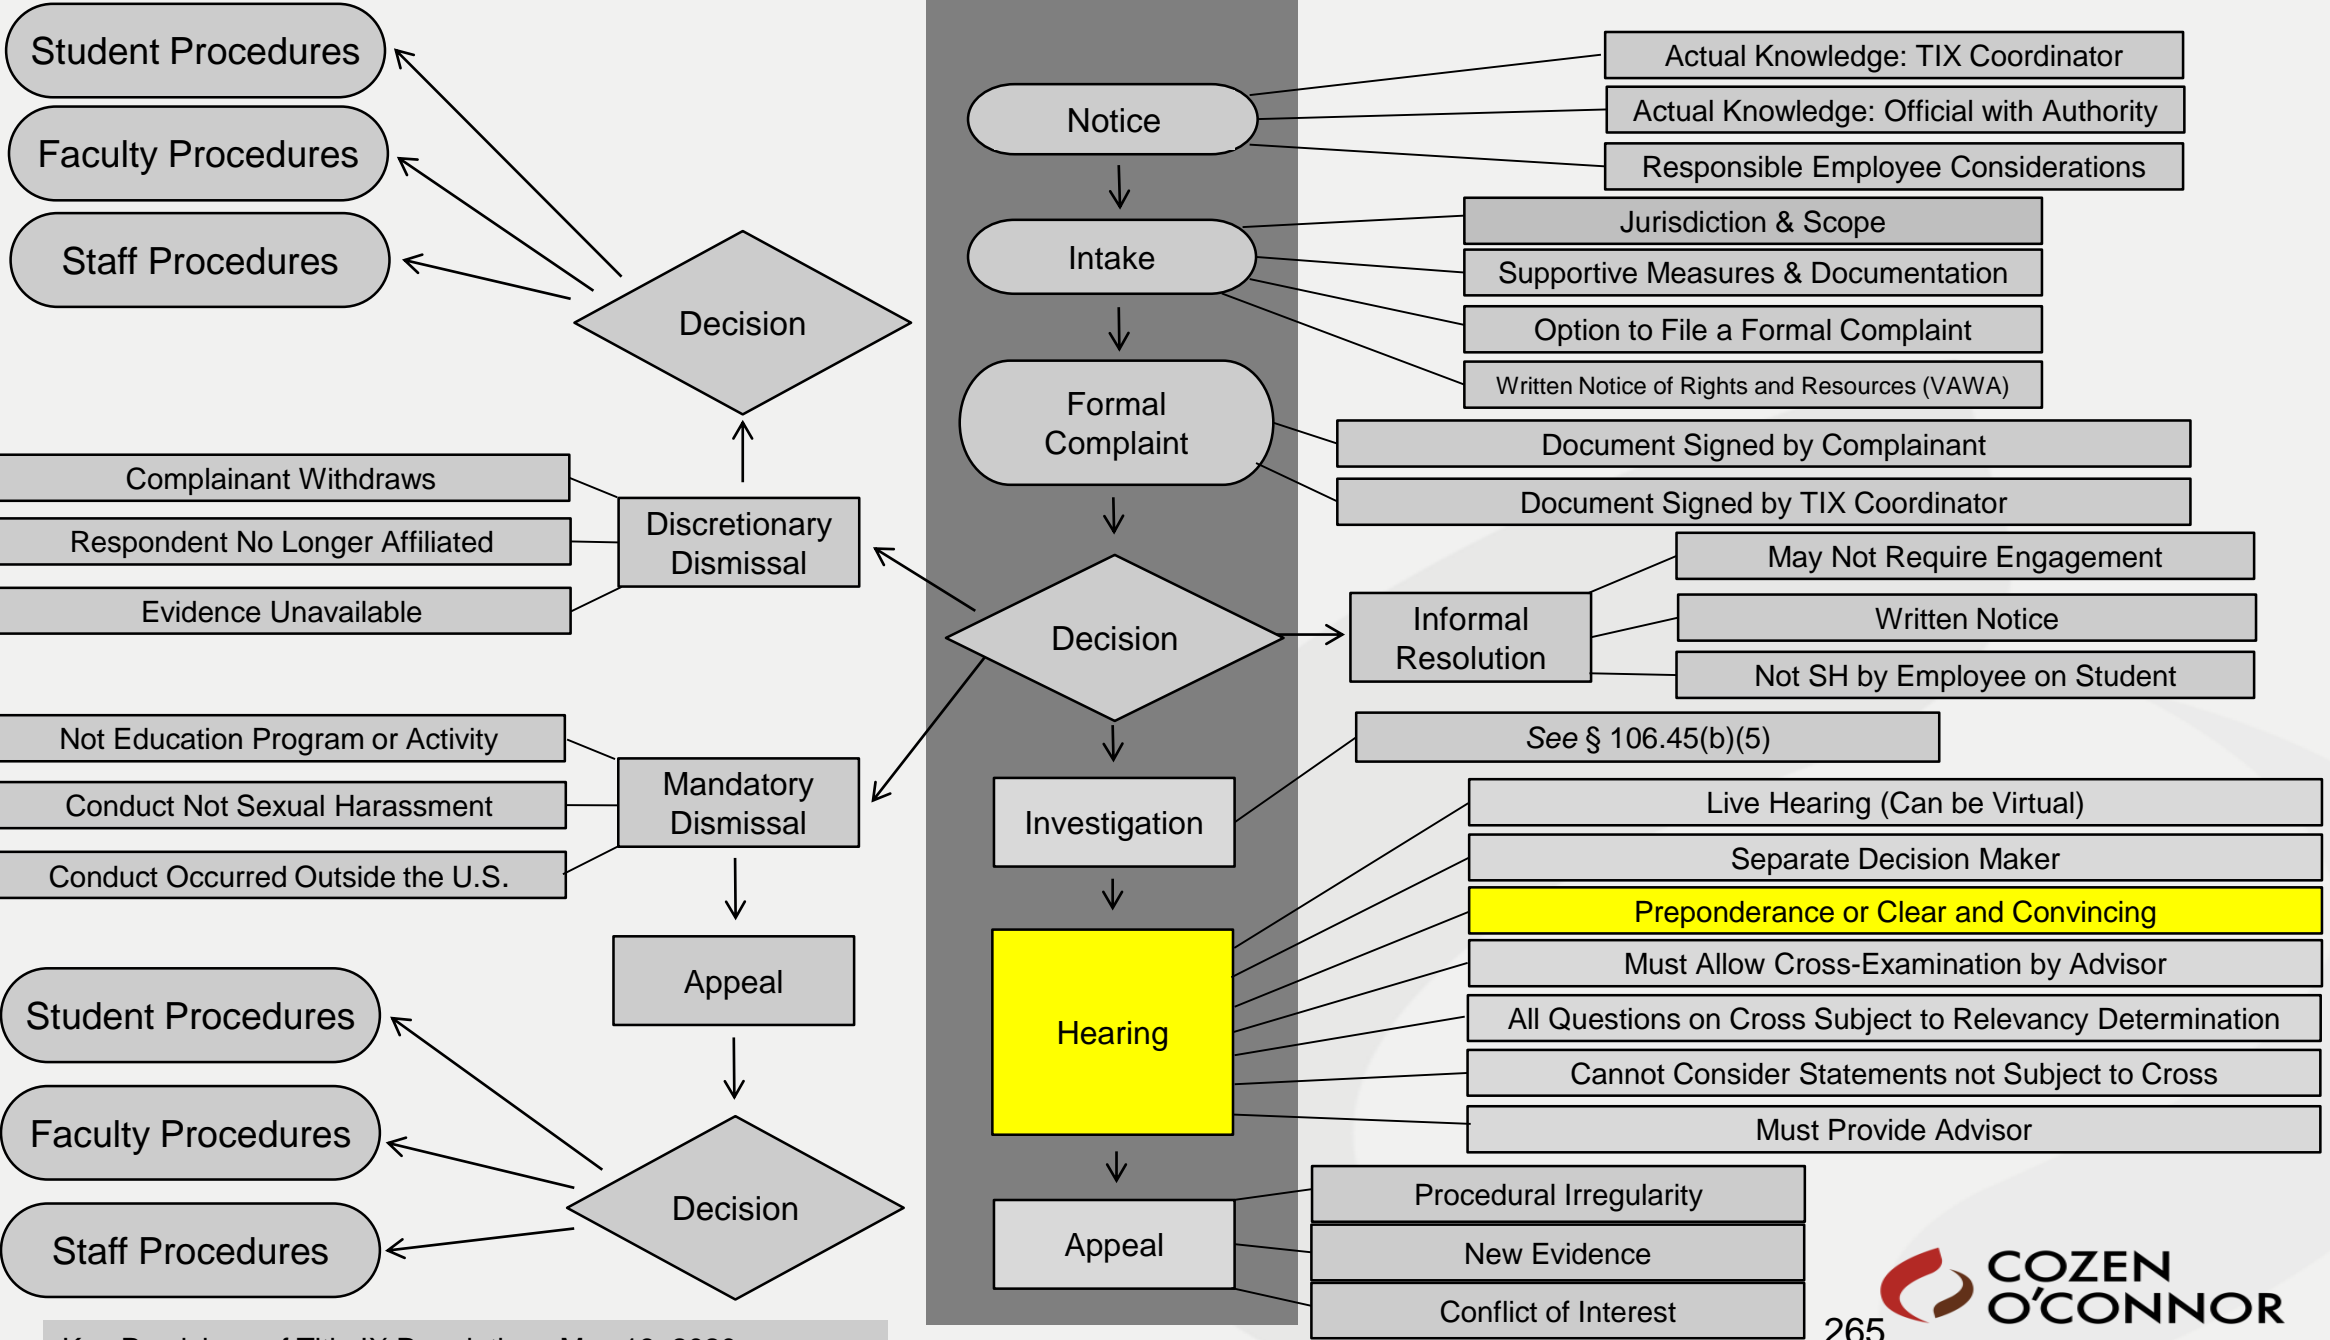 Student Procedures
Faculty Procedures
Staff Procedures
Decision
Complainant Withdraws
Respondent No Longer Affiliated
Evidence Unavailable
Discretionary
Dismissal
Not Education Program or Activity
Conduct Not Sexual Harassment
Conduct Occurred Outside the U.S.
Mandatory
Dismissal
Appeal
Student Procedures
Faculty Procedures
Staff Procedures
Decision
Notice
Actual Knowledge: TIX Coordinator
Actual Knowledge: Official with Authority
Responsible Employee Considerations
Intake
Jurisdiction & Scope
Supportive Measures & Documentation
Option to File a Formal Complaint
Written Notice of Rights and Resources (VAWA)
Formal
Complaint
Document Signed by Complainant
Document Signed by TIX Coordinator
Decision
Informal
Resolution
May Not Require Engagement
Written Notice
Not SH by Employee on Student
Investigation
See § 106.45(b)(5)
Hearing
Live Hearing (Can be Virtual)
Separate Decision Maker
Preponderance or Clear and Convincing
Must Allow Cross-Examination by Advisor
All Questions on Cross Subject to Relevancy Determination
Cannot Consider Statements not Subject to Cross
Must Provide Advisor
Appeal
Procedural Irregularity
New Evidence
Conflict of Interest
COZEN
O'CONNOR
265